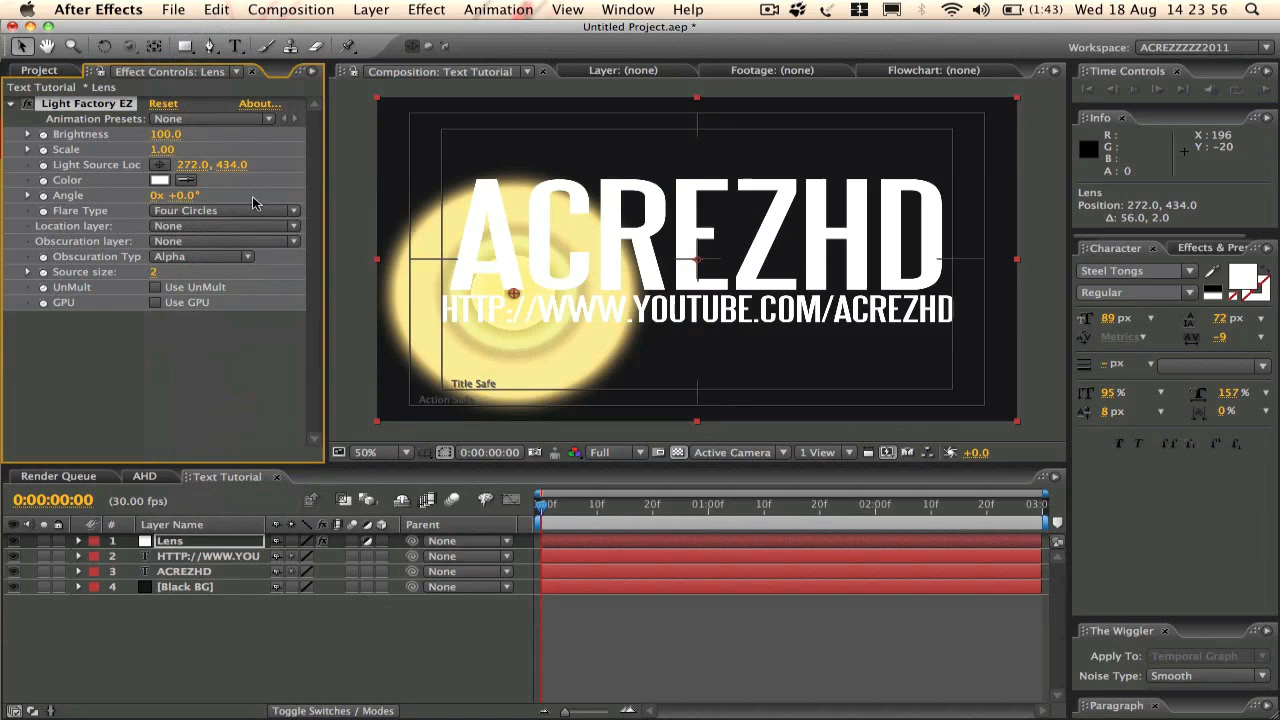 After Effects File Edit Composition Layer Effect Animation View Window Help 1 (1:43) Wed 18 Aug 14 23 56
Untitled Project.aep *
Workspace: ACREZZZZZ2011
Project Effect Controls: Lens
Text Tutorial * Lens
Light Factory EZ Reset About...
Animation Presets: None
Brightness 100.0
Scale 1.00
Light Source Loc 272.0, 434.0
Color
Angle 0x +0.0°
Flare Type Four Circles
Location layer: None
Obscuration layer: None
Obscuration Typ Alpha
Source size: 2
UnMult Use UnMult
GPU Use GPU
Composition: Text Tutorial Layer: (none) Footage: (none) Flowchart: (none)
ACREZHD
HTTP://WWW.YOUTUBE.COM/ACREZHD
Title Safe
Action Safe
50% 0:00:00:00 Full Active Camera 1 View +0.0
Time Controls
Info
R : X : 196
G : Y : -20
B :
A : 0
Lens
Position: 272.0, 434.0
Δ: 56.0, 2.0
Character Effects & Pre
Steel Tongs
Regular
89 px 72 px
Metrics -9
- px
95 % 157 %
8 px 0 %
The Wiggler
Apply To: Temporal Graph
Noise Type: Smooth
Paragraph
Render Queue AHD Text Tutorial
0:00:00:00 (30.00 fps)
:00f 10f 20f 01:00f 10f 20f 02:00f 10f 20f 03:0
# Layer Name Parent
1 Lens None
2 HTTP://WWW.YOU None
3 ACREZHD None
4 [Black BG] None
Toggle Switches / Modes